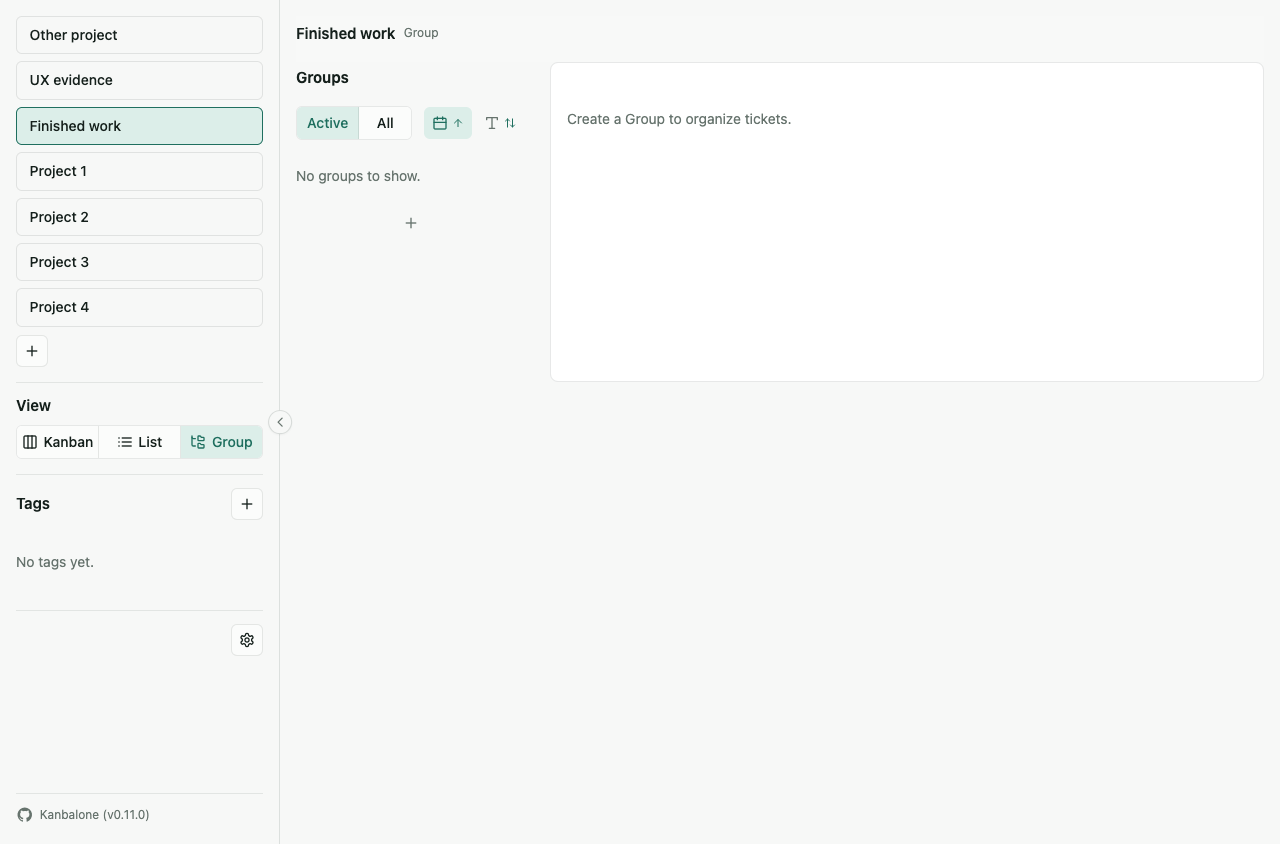 Other project
UX evidence
Finished work
Project 1
Project 2
Project 3
Project 4
View
Kanban
List
Group
Tags
No tags yet.
Kanbalone (v0.11.0)
Finished work Group
Groups
Active
All
No groups to show.
Create a Group to organize tickets.